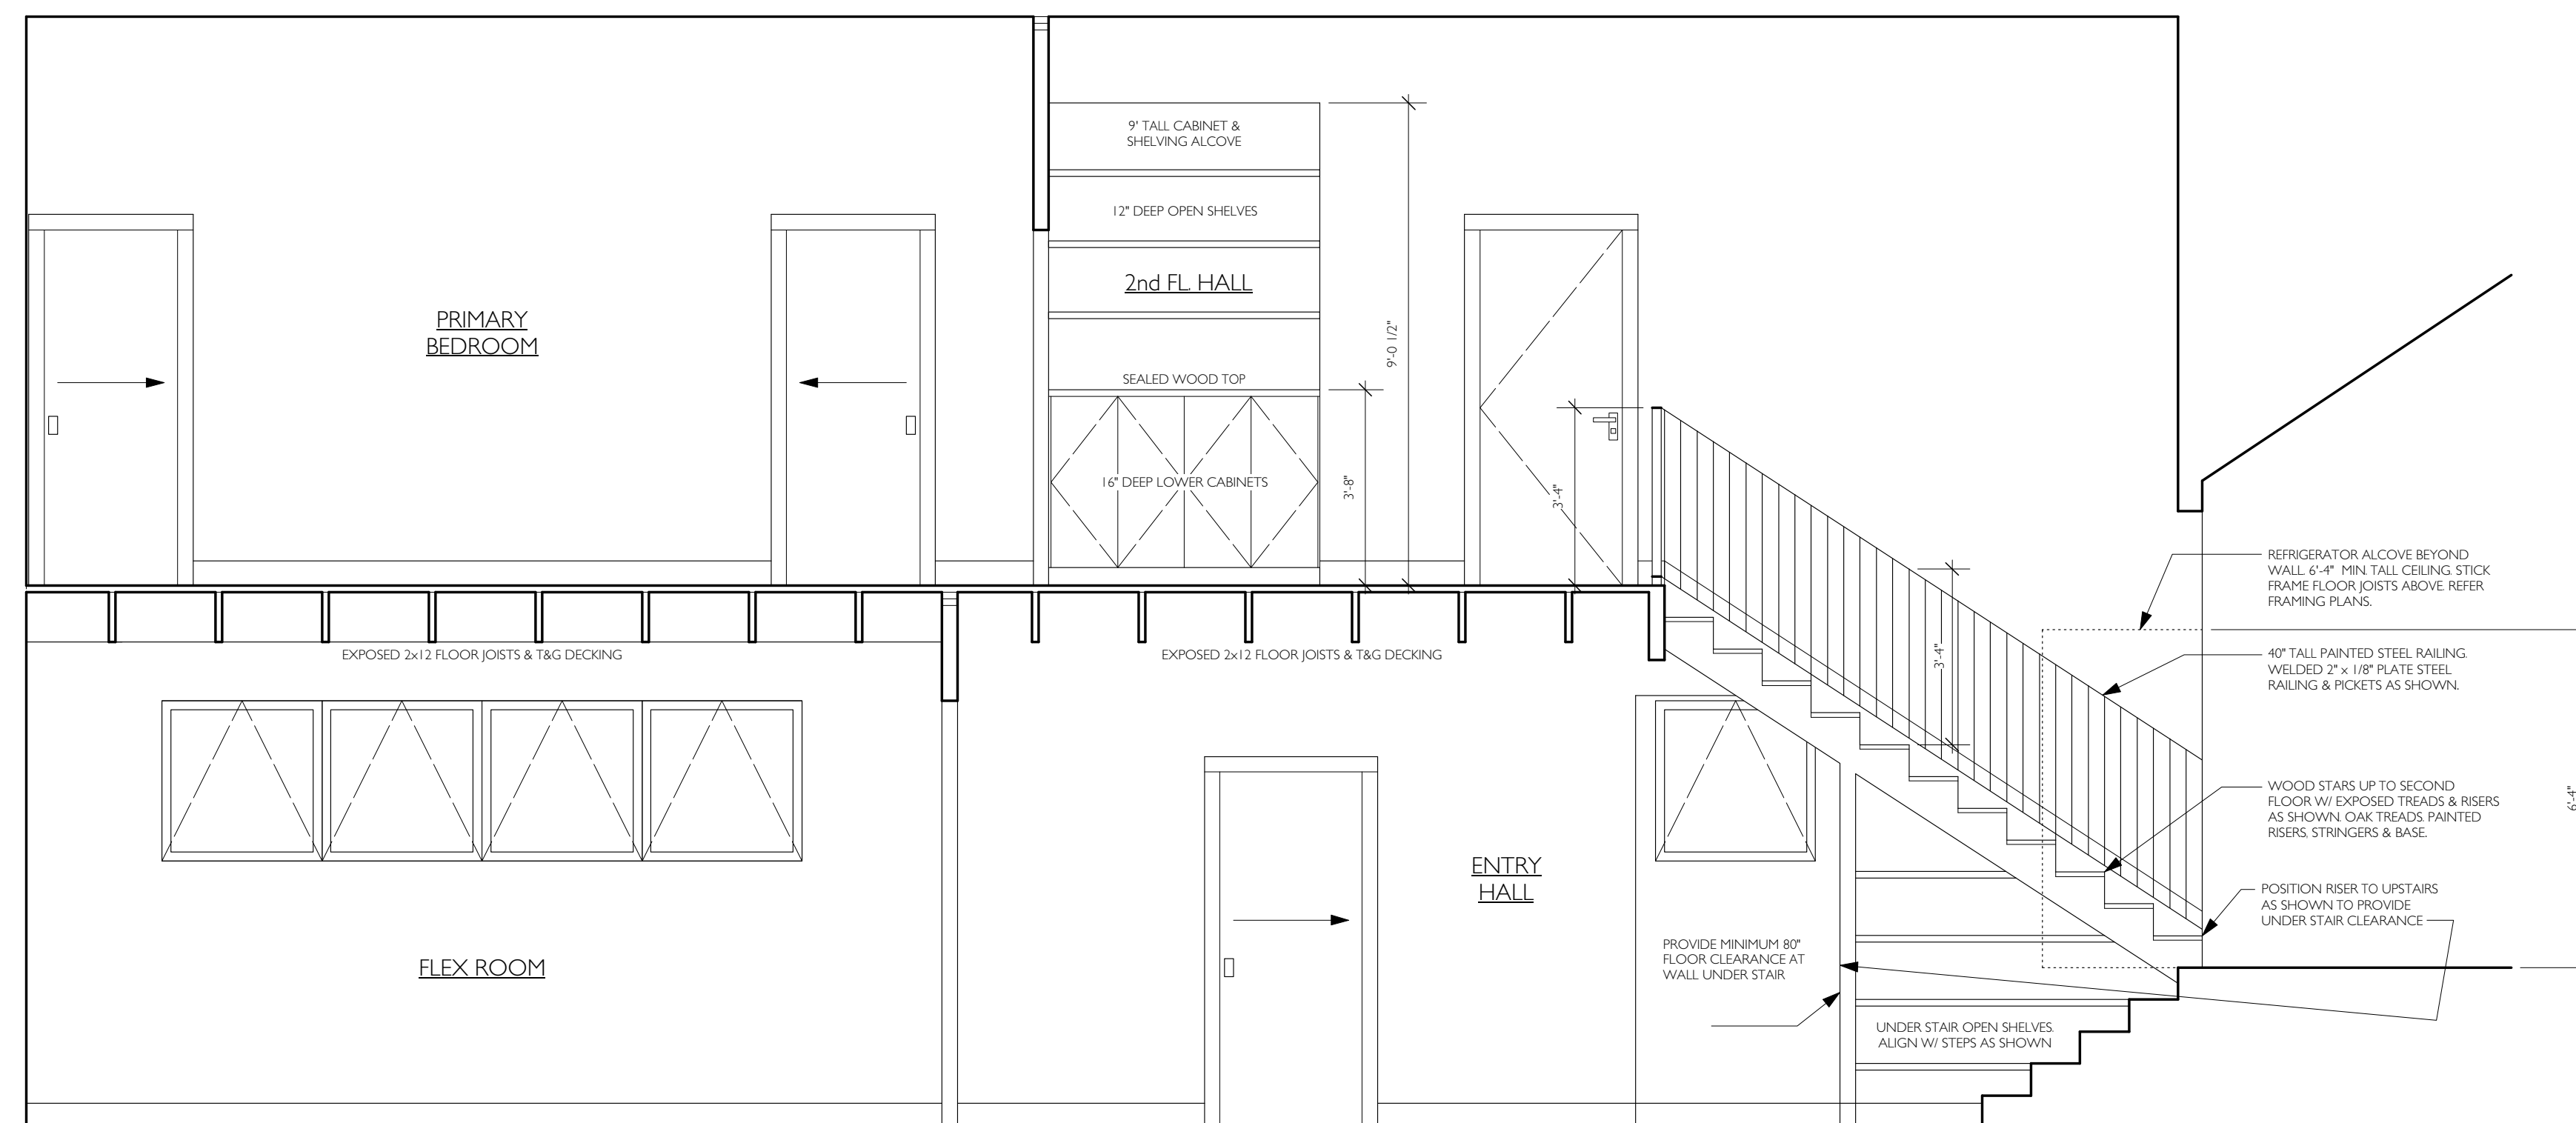 9' TALL CABINET &
SHELVING ALCOVE
12" DEEP OPEN SHELVES
2nd FL. HALL
PRIMARY
BEDROOM
9'-0 1/2"
SEALED WOOD TOP
16" DEEP LOWER CABINETS
3'-8"
3'-4"
REFRIGERATOR ALCOVE BEYOND
WALL. 6'-4" MIN. TALL CEILING. STICK
FRAME FLOOR JOISTS ABOVE. REFER
FRAMING PLANS.
EXPOSED 2x12 FLOOR JOISTS & T&G DECKING
EXPOSED 2x12 FLOOR JOISTS & T&G DECKING
3'-4"
40" TALL PAINTED STEEL RAILING.
WELDED 2" x 1/8" PLATE STEEL
RAILING & PICKETS AS SHOWN.
6'-4"
WOOD STARS UP TO SECOND
FLOOR W/ EXPOSED TREADS & RISERS
AS SHOWN. OAK TREADS. PAINTED
RISERS, STRINGERS & BASE.
ENTRY
HALL
POSITION RISER TO UPSTAIRS
AS SHOWN TO PROVIDE
UNDER STAIR CLEARANCE
FLEX ROOM
PROVIDE MINIMUM 80"
FLOOR CLEARANCE AT
WALL UNDER STAIR
UNDER STAIR OPEN SHELVES.
ALIGN W/ STEPS AS SHOWN